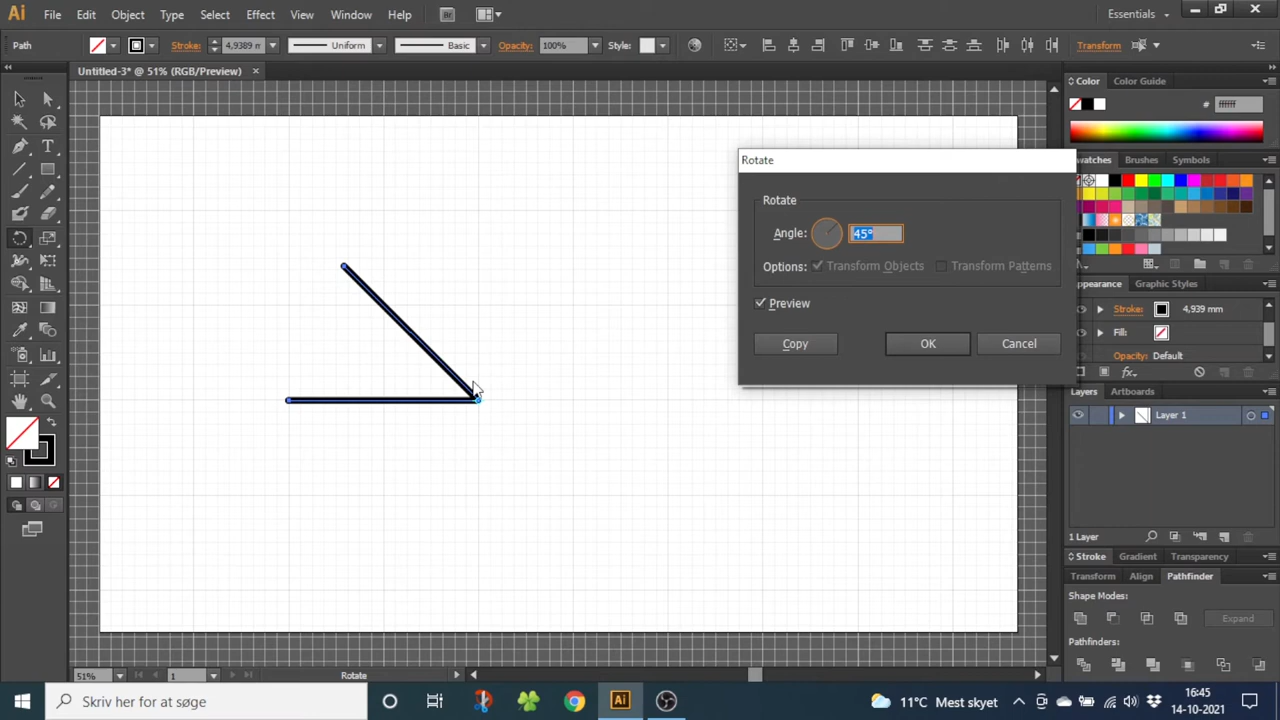 Ai File Edit Object Type Select Effect View Window Help Br Essentials
Path Stroke: 4,9389 Uniform Basic Opacity: 100% Style: Transform
Untitled-3* @ 51% (RGB/Preview) ×
Color Color Guide
# ffffff
Rotate
Swatches Brushes Symbols
Rotate
Angle: 45°
Options: Transform Objects Transform Patterns
Preview
Copy OK Cancel
Appearance Graphic Styles
Stroke: 4,939 mm
Fill:
Opacity: Default
Layers Artboards
Layer 1
1 Layer
Stroke Gradient Transparency
Transform Align Pathfinder
Shape Modes:
Expand
Pathfinders:
51% 1 Rotate
Skriv her for at søge
Ai
11°C Mest skyet
16:45
14-10-2021